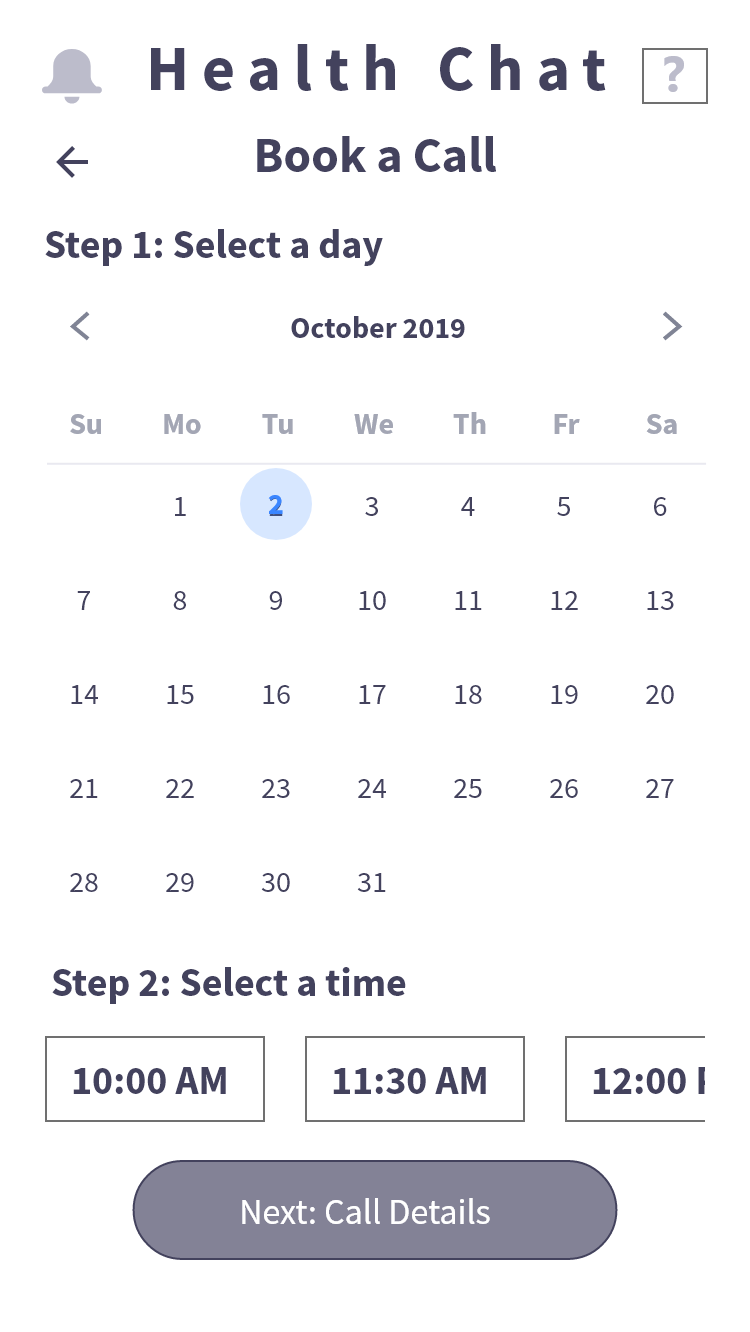 Health Chat ?
Book a Call
Step 1: Select a day
October 2019
Su Mo Tu We Th Fr Sa
1 2 3 4 5 6
7 8 9 10 11 12 13
14 15 16 17 18 19 20
21 22 23 24 25 26 27
28 29 30 31
Step 2: Select a time
10:00 AM 11:30 AM 12:00
Next: Call Details